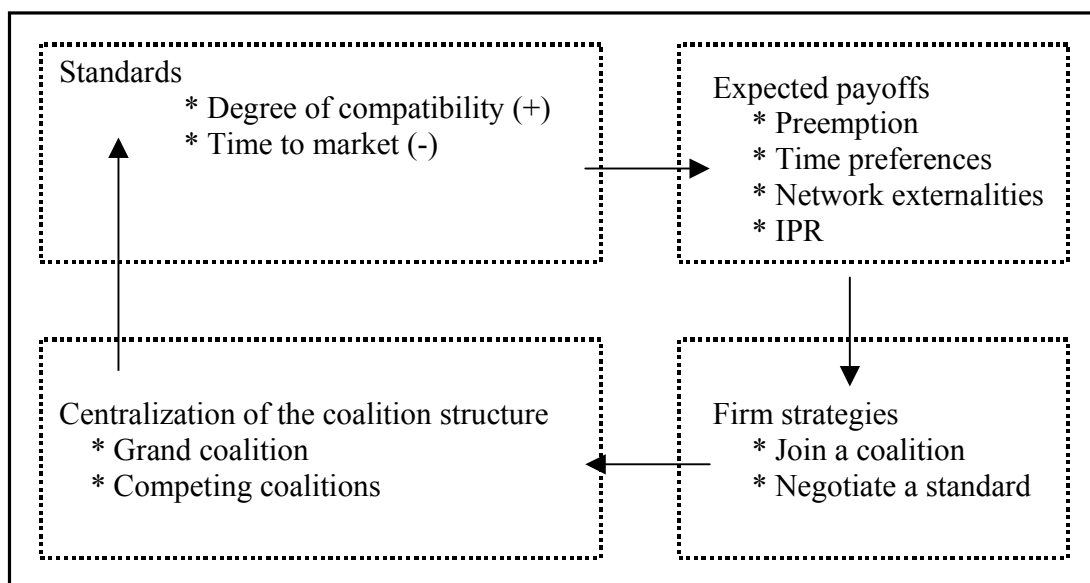 Standards
* Degree of compatibility (+)
* Time to market (-)
Expected payoffs
* Preemption
* Time preferences
* Network externalities
* IPR
Centralization of the coalition structure
* Grand coalition
* Competing coalitions
Firm strategies
* Join a coalition
* Negotiate a standard